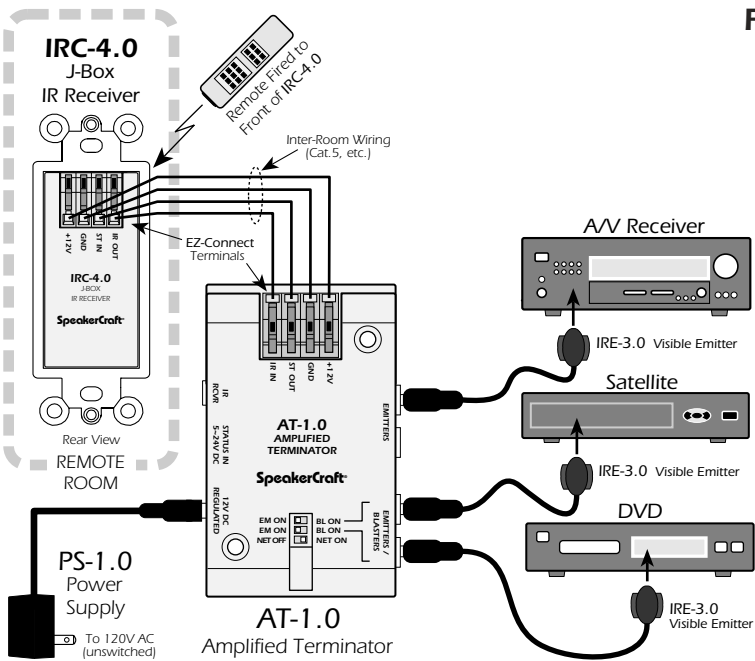 F
IRC-4.0
J-Box
IR Receiver
Remote Fired to
Front of IRC-4.0
Inter-Room Wiring
(Cat.5, etc.)
+12V
GND
ST IN
IR OUT
EZ-Connect
Terminals
IRC-4.0
J-BOX
IR RECEIVER
SpeakerCraft
Rear View
REMOTE
ROOM
IR IN
ST OUT
GND
+12V
IR
RCVR
STATUS IN
5~24V DC
12V DC
REGULATED
EMITTERS
AT-1.0
AMPLIFIED
TERMINATOR
SpeakerCraft
EM ON
BL ON
EM ON
BL ON
NET OFF
NET ON
EMITTERS /
BLASTERS
AT-1.0
Amplified Terminator
PS-1.0
Power
Supply
To 120V AC
(unswitched)
A/V Receiver
IRE-3.0 Visible Emitter
Satellite
IRE-3.0 Visible Emitter
DVD
IRE-3.0
Visible Emitter